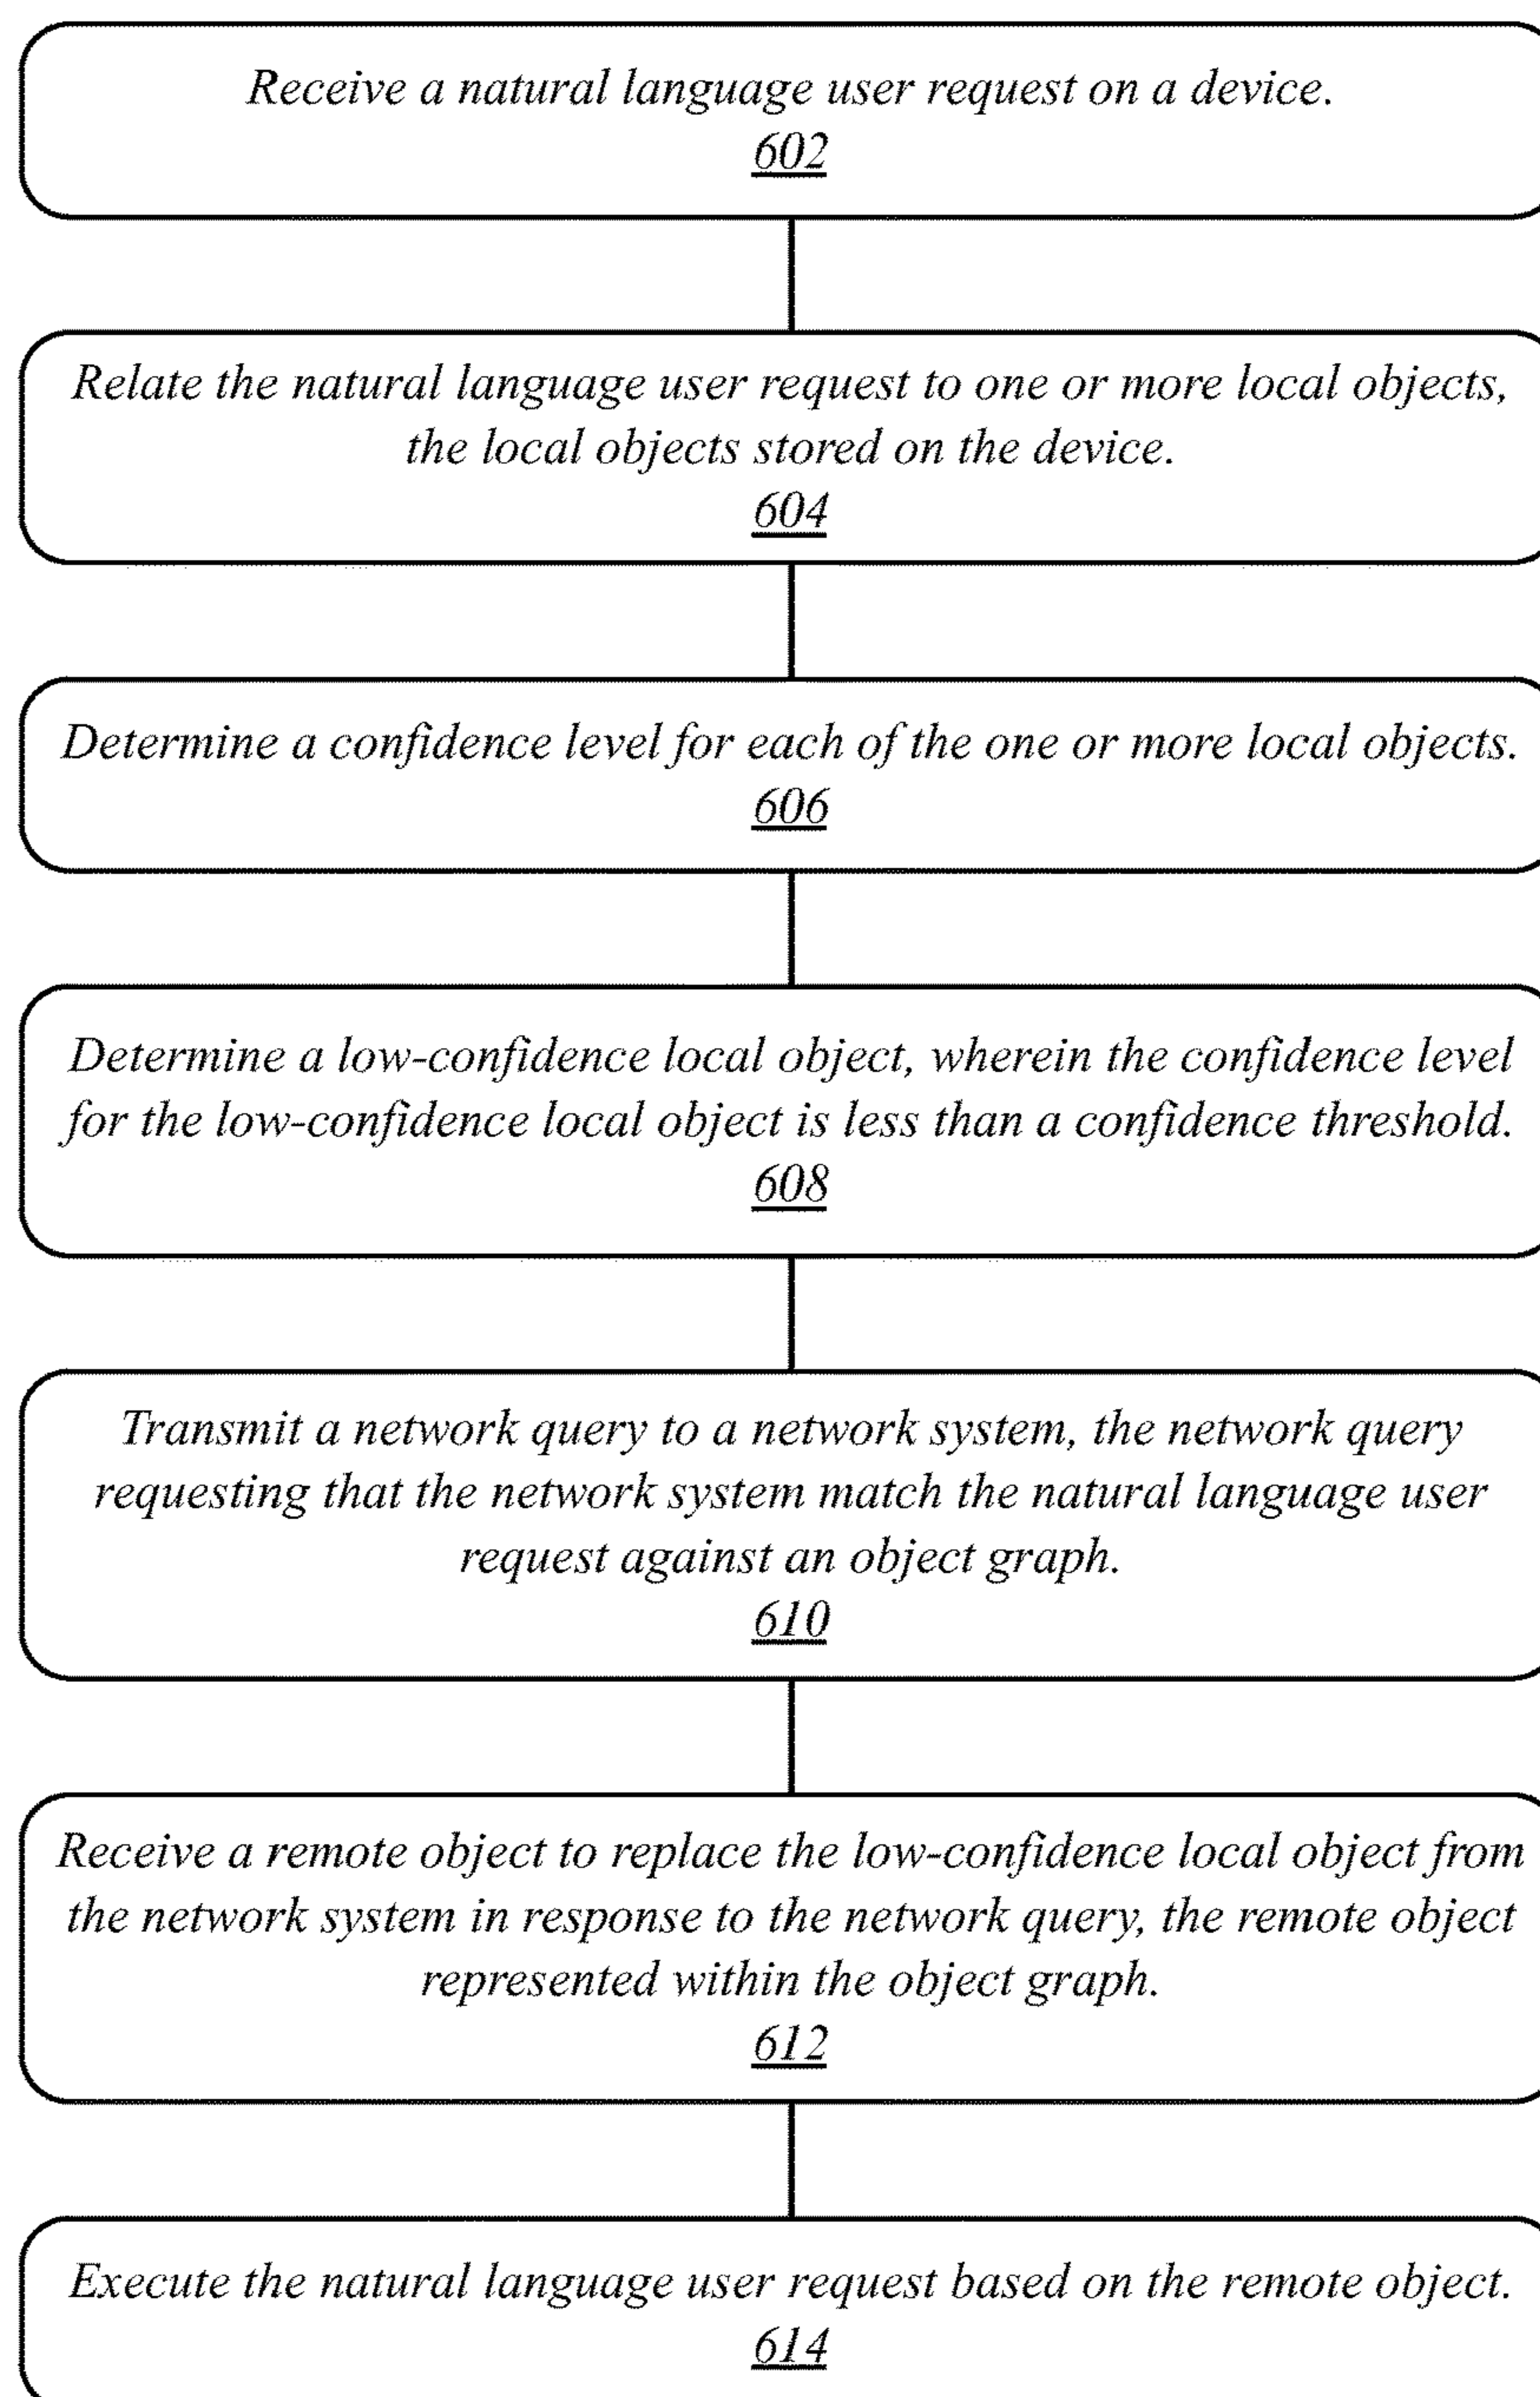 Receive a natural language user request on a device.
602
Relate the natural language user request to one or more local objects,
the local objects stored on the device.
604
Determine a confidence level for each of the one or more local objects.
606
Determine a low-confidence local object, wherein the confidence level
for the low-confidence local object is less than a confidence threshold.
608
Transmit a network query to a network system, the network query
requesting that the network system match the natural language user
request against an object graph.
610
Receive a remote object to replace the low-confidence local object from
the network system in response to the network query, the remote object
represented within the object graph.
612
Execute the natural language user request based on the remote object.
614